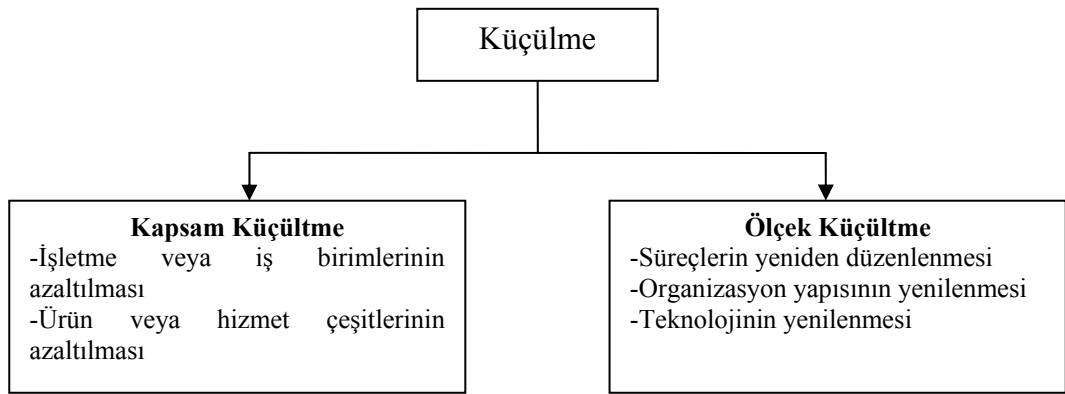 Küçülme
Kapsam Küçültme
-İşletme veya iş birimlerinin
azaltılması
-Ürün veya hizmet çeşitlerinin
azaltılması
Ölçek Küçültme
-Süreçlerin yeniden düzenlenmesi
-Organizasyon yapısının yenilenmesi
-Teknolojinin yenilenmesi